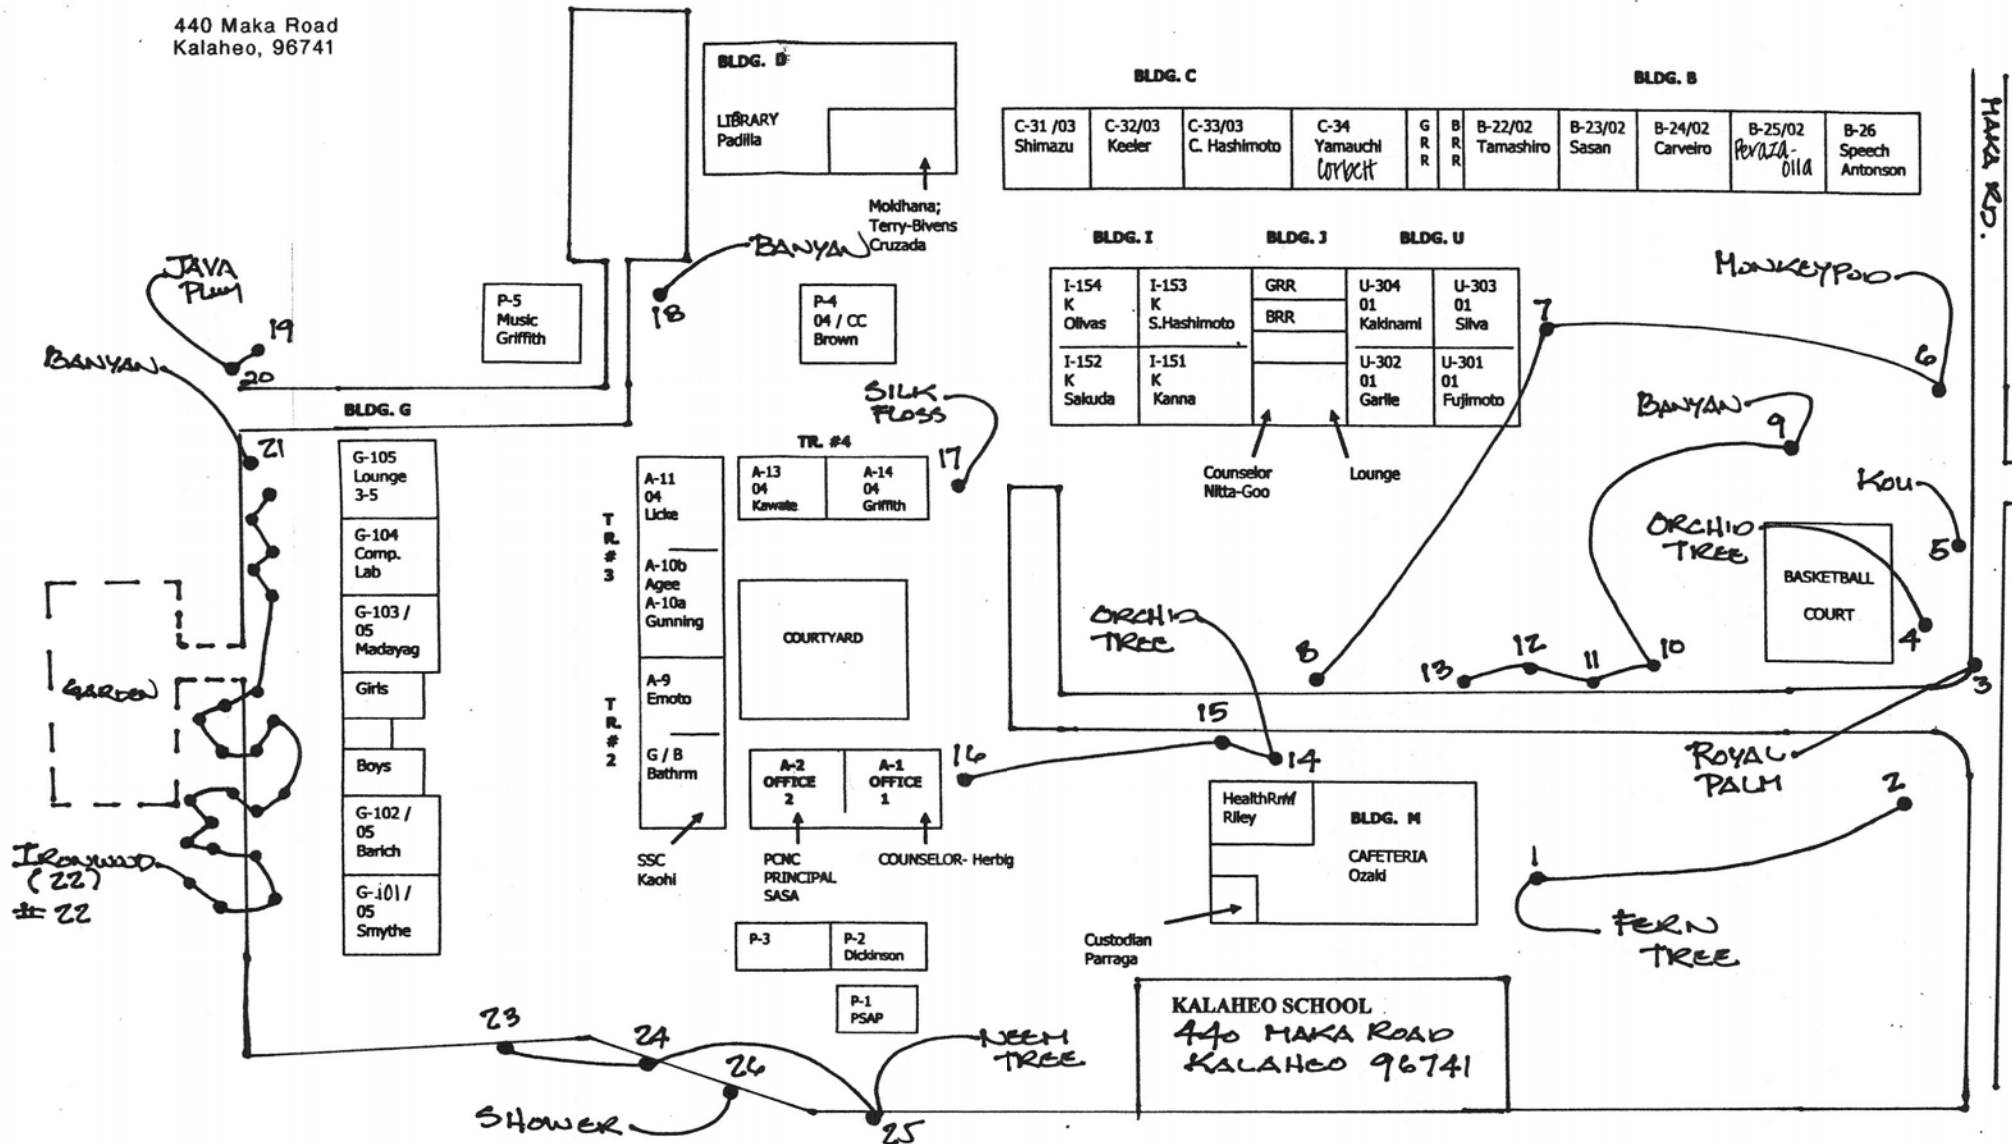 440 Maka Road
Kalaheo, 96741
BLDG. D
LIBRARY
Padilla
Mokihana;
Terry-Bivens
Cruzada
BLDG. C
BLDG. B
C-31 /03
Shimazu
C-32/03
Keeler
C-33/03
C. Hashimoto
C-34
Yamauchi
Corbett
G
R
R
B
R
R
B-22/02
Tamashiro
B-23/02
Sasan
B-24/02
Carveiro
B-25/02
Peraza-
Olla
B-26
Speech
Antonson
MAKA RD.
BLDG. I
BLDG. J
BLDG. U
I-154
K
Olivas
I-153
K
S.Hashimoto
GRR
BRR
U-304
01
Kakinami
U-303
01
Silva
I-152
K
Sakuda
I-151
K
Kanna
U-302
01
Garlie
U-301
01
Fujimoto
Counselor
Nitta-Goo
Lounge
MONKEYPOD
7
6
BANYAN
9
KOU
5
ORCHID
TREE
4
BASKETBALL
COURT
BANYAN
18
JAVA
PLUM
19
20
BANYAN
21
P-5
Music
Griffith
P-4
04 / CC
Brown
SILK
FLOSS
17
BLDG. G
G-105
Lounge
3-5
G-104
Comp.
Lab
G-103 /
05
Madayag
Girls
Boys
G-102 /
05
Barich
G-101/
05
Smythe
GARDEN
IRONWOOD
(22)
# 22
TR. #4
A-13
04
Kawate
A-14
04
Griffith
T
R.
#
3
A-11
04
Licke
A-10b
Agee
A-10a
Gunning
T
R.
#
2
A-9
Emoto
G / B
Bathrm
COURTYARD
A-2
OFFICE
2
A-1
OFFICE
1
SSC
Kaohi
PCNC
PRINCIPAL
SASA
COUNSELOR- Herbig
ORCHID
TREE
8
13
12
11
10
3
15
14
16
ROYAL
PALM
2
1
FERN
TREE
HealthRm/
Riley
BLDG. M
CAFETERIA
Ozaki
Custodian
Parraga
P-3
P-2
Dickinson
P-1
PSAP
23
24
26
SHOWER
NEEM
TREE
25
KALAHEO SCHOOL
440 MAKA ROAD
KALAHEO 96741